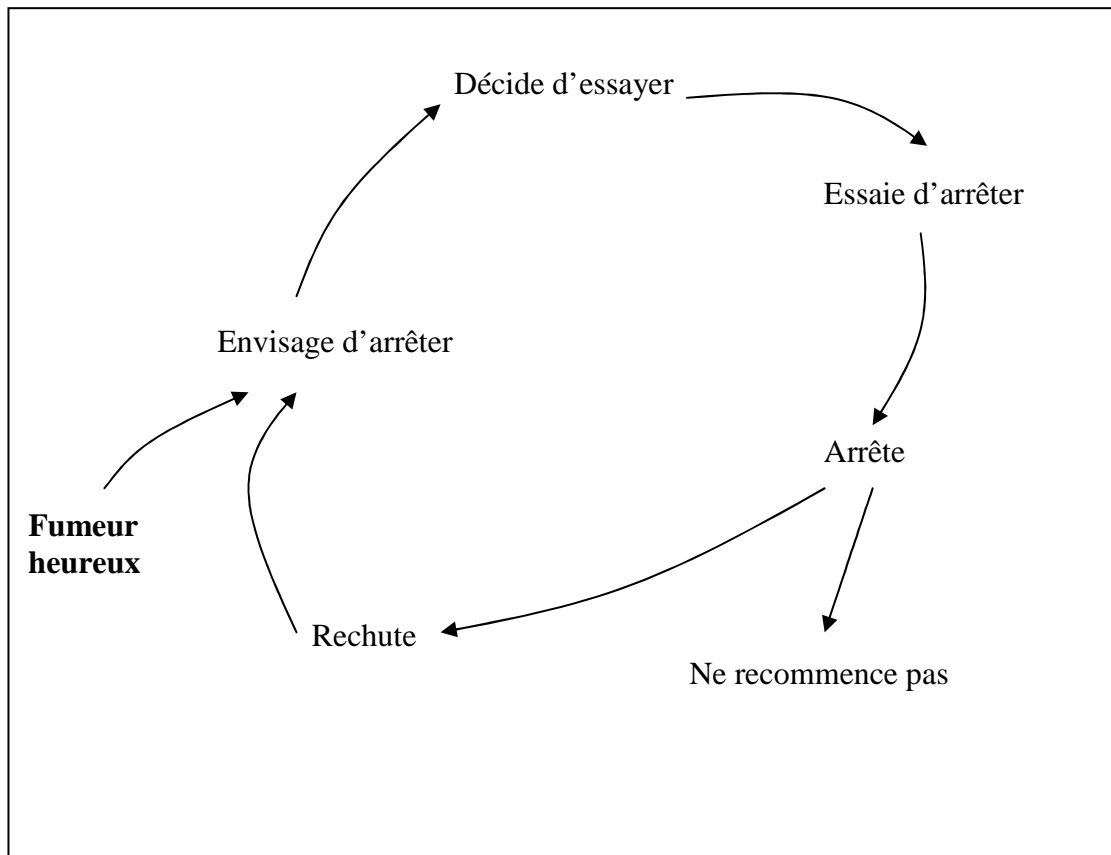 Décide d’essayer
Essaie d’arrêter
Envisage d’arrêter
Arrête
Fumeur
heureux
Rechute
Ne recommence pas